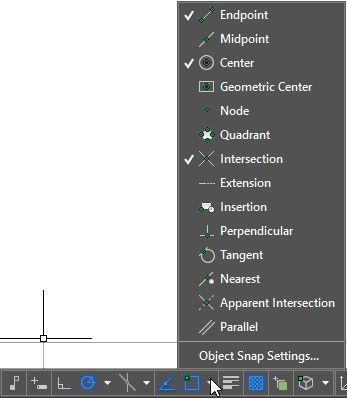 Endpoint
Midpoint
Center
Geometric Center
Node
Quadrant
Intersection
Extension
Insertion
Perpendicular
Tangent
Nearest
Apparent Intersection
Parallel
Object Snap Settings...